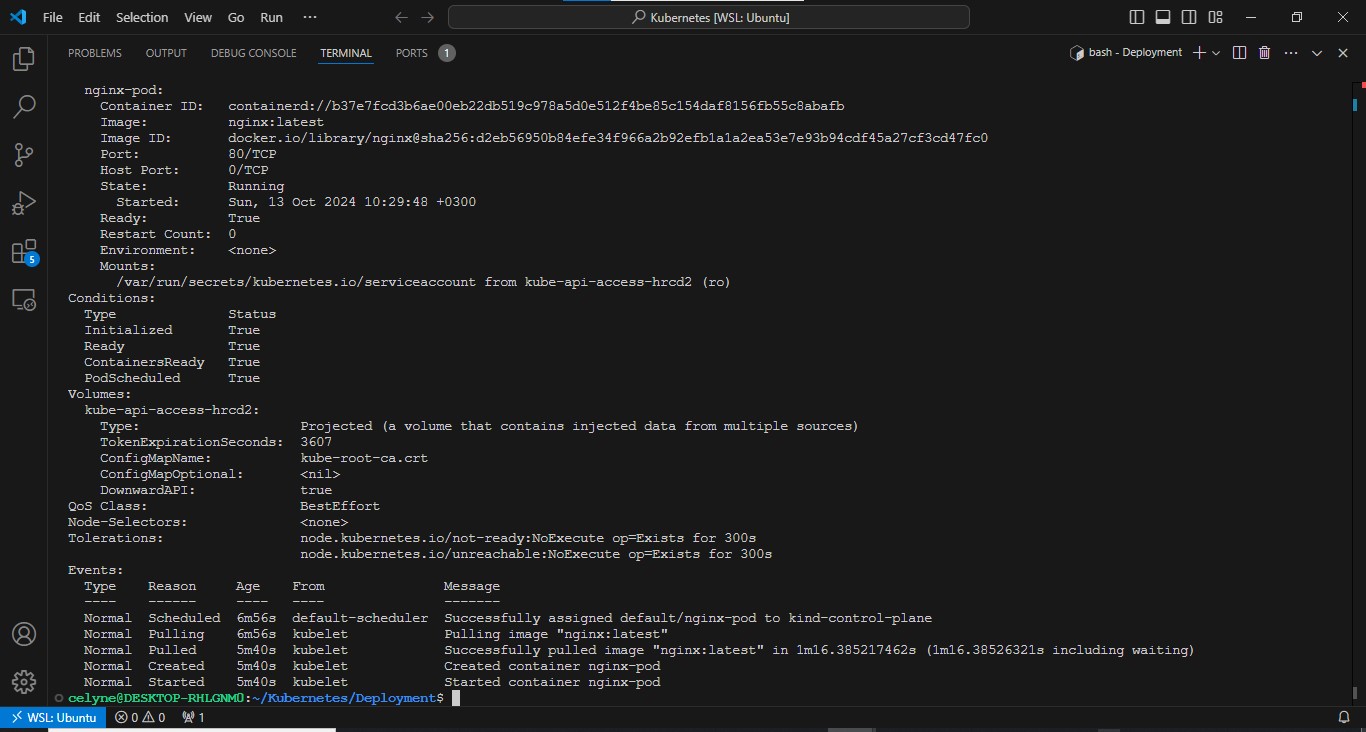 File Edit Selection View Go Run ··· Kubernetes [WSL: Ubuntu]
PROBLEMS OUTPUT DEBUG CONSOLE TERMINAL PORTS 1 bash - Deployment
nginx-pod:
Container ID: containerd://b37e7fcd3b6ae00eb22db519c978a5d0e512f4be85c154daf8156fb55c8abafb
Image: nginx:latest
Image ID: docker.io/library/nginx@sha256:d2eb56950b84efe34f966a2b92efb1a1a2ea53e7e93b94cdf45a27cf3cd47fc0
Port: 80/TCP
Host Port: 0/TCP
State: Running
Started: Sun, 13 Oct 2024 10:29:48 +0300
Ready: True
Restart Count: 0
Environment: <none>
Mounts:
/var/run/secrets/kubernetes.io/serviceaccount from kube-api-access-hrcd2 (ro)
Conditions:
Type Status
Initialized True
Ready True
ContainersReady True
PodScheduled True
Volumes:
kube-api-access-hrcd2:
Type: Projected (a volume that contains injected data from multiple sources)
TokenExpirationSeconds: 3607
ConfigMapName: kube-root-ca.crt
ConfigMapOptional: <nil>
DownwardAPI: true
QoS Class: BestEffort
Node-Selectors: <none>
Tolerations: node.kubernetes.io/not-ready:NoExecute op=Exists for 300s
node.kubernetes.io/unreachable:NoExecute op=Exists for 300s
Events:
Type Reason Age From Message
---- ------ ---- ---- -------
Normal Scheduled 6m56s default-scheduler Successfully assigned default/nginx-pod to kind-control-plane
Normal Pulling 6m56s kubelet Pulling image "nginx:latest"
Normal Pulled 5m40s kubelet Successfully pulled image "nginx:latest" in 1m16.385217462s (1m16.38526321s including waiting)
Normal Created 5m40s kubelet Created container nginx-pod
Normal Started 5m40s kubelet Started container nginx-pod
celyne@DESKTOP-RHLGNM0:~/Kubernetes/Deployment$
5
WSL: Ubuntu 0 0 1